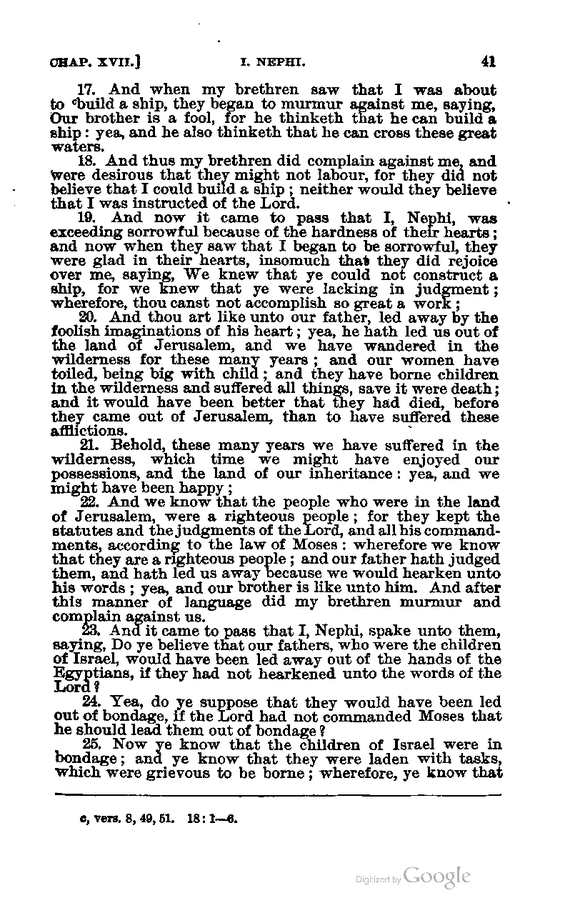 CHAP. XVII.] I. NEPHI. 41
17. And when my brethren saw that I was about
to ᶜbuild a ship, they began to murmur against me, saying,
Our brother is a fool, for he thinketh that he can build a
ship : yea, and he also thinketh that he can cross these great
waters.
18. And thus my brethren did complain against me, and
were desirous that they might not labour, for they did not
believe that I could build a ship ; neither would they believe
that I was instructed of the Lord.
19. And now it came to pass that I, Nephi, was
exceeding sorrowful because of the hardness of their hearts ;
and now when they saw that I began to be sorrowful, they
were glad in their hearts, insomuch that they did rejoice
over me, saying, We knew that ye could not construct a
ship, for we knew that ye were lacking in judgment ;
wherefore, thou canst not accomplish so great a work ;
20. And thou art like unto our father, led away by the
foolish imaginations of his heart ; yea, he hath led us out of
the land of Jerusalem, and we have wandered in the
wilderness for these many years ; and our women have
toiled, being big with child ; and they have borne children
in the wilderness and suffered all things, save it were death ;
and it would have been better that they had died, before
they came out of Jerusalem, than to have suffered these
afflictions.
21. Behold, these many years we have suffered in the
wilderness, which time we might have enjoyed our
possessions, and the land of our inheritance : yea, and we
might have been happy ;
22. And we know that the people who were in the land
of Jerusalem, were a righteous people ; for they kept the
statutes and the judgments of the Lord, and all his command-
ments, according to the law of Moses : wherefore we know
that they are a righteous people ; and our father hath judged
them, and hath led us away because we would hearken unto
his words ; yea, and our brother is like unto him. And after
this manner of language did my brethren murmur and
complain against us.
23. And it came to pass that I, Nephi, spake unto them,
saying, Do ye believe that our fathers, who were the children
of Israel, would have been led away out of the hands of the
Egyptians, if they had not hearkened unto the words of the
Lord ?
24. Yea, do ye suppose that they would have been led
out of bondage, if the Lord had not commanded Moses that
he should lead them out of bondage ?
25. Now ye know that the children of Israel were in
bondage ; and ye know that they were laden with tasks,
which were grievous to be borne ; wherefore, ye know that
c, vers. 8, 49, 51. 18 : 1—6.
Digitized by Google